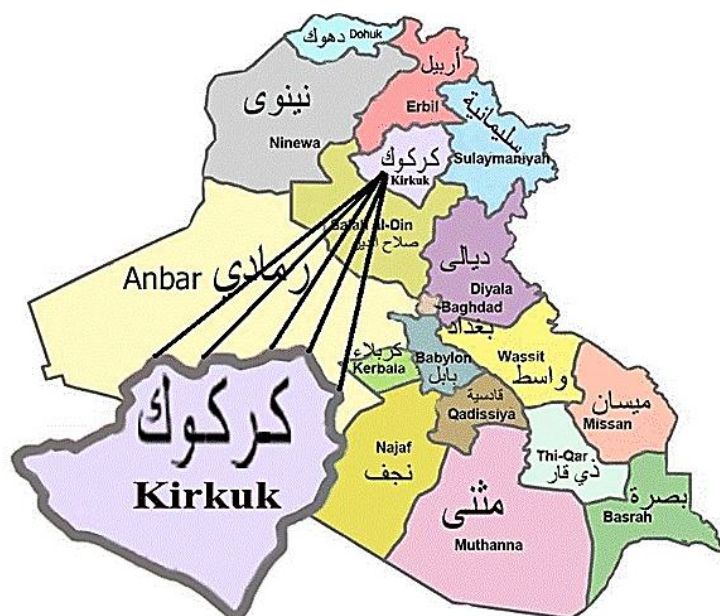 دهوك Dohuk
أربيل
Erbil
نينوى
Ninewa
سليمانية
Sulaymaniyah
كركوك
Kirkuk
Salah al-Din
صلاح الدين
Anbar رمادي
ديالى
Diyala
Baghdad
بغداد
كربلاء
Kerbala
Babylon
بابل
Wassit
واسط
ميسان
Missan
قادسية
Qadissiya
Najaf
نجف
Thi-Qar
ذي قار
بصرة
Basrah
مثنى
Muthanna
كركوك
Kirkuk